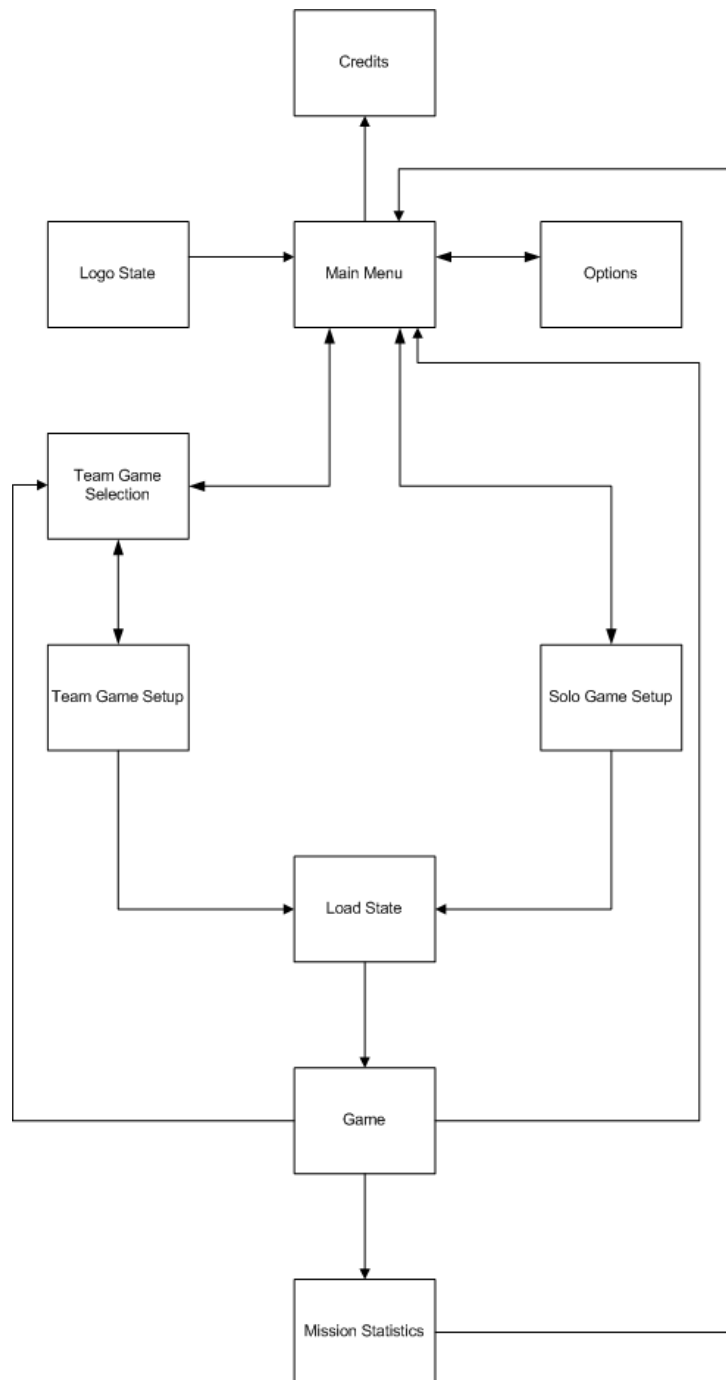 Credits
Logo State
Main Menu
Options
Team Game
Selection
Team Game Setup
Solo Game Setup
Load State
Game
Mission Statistics